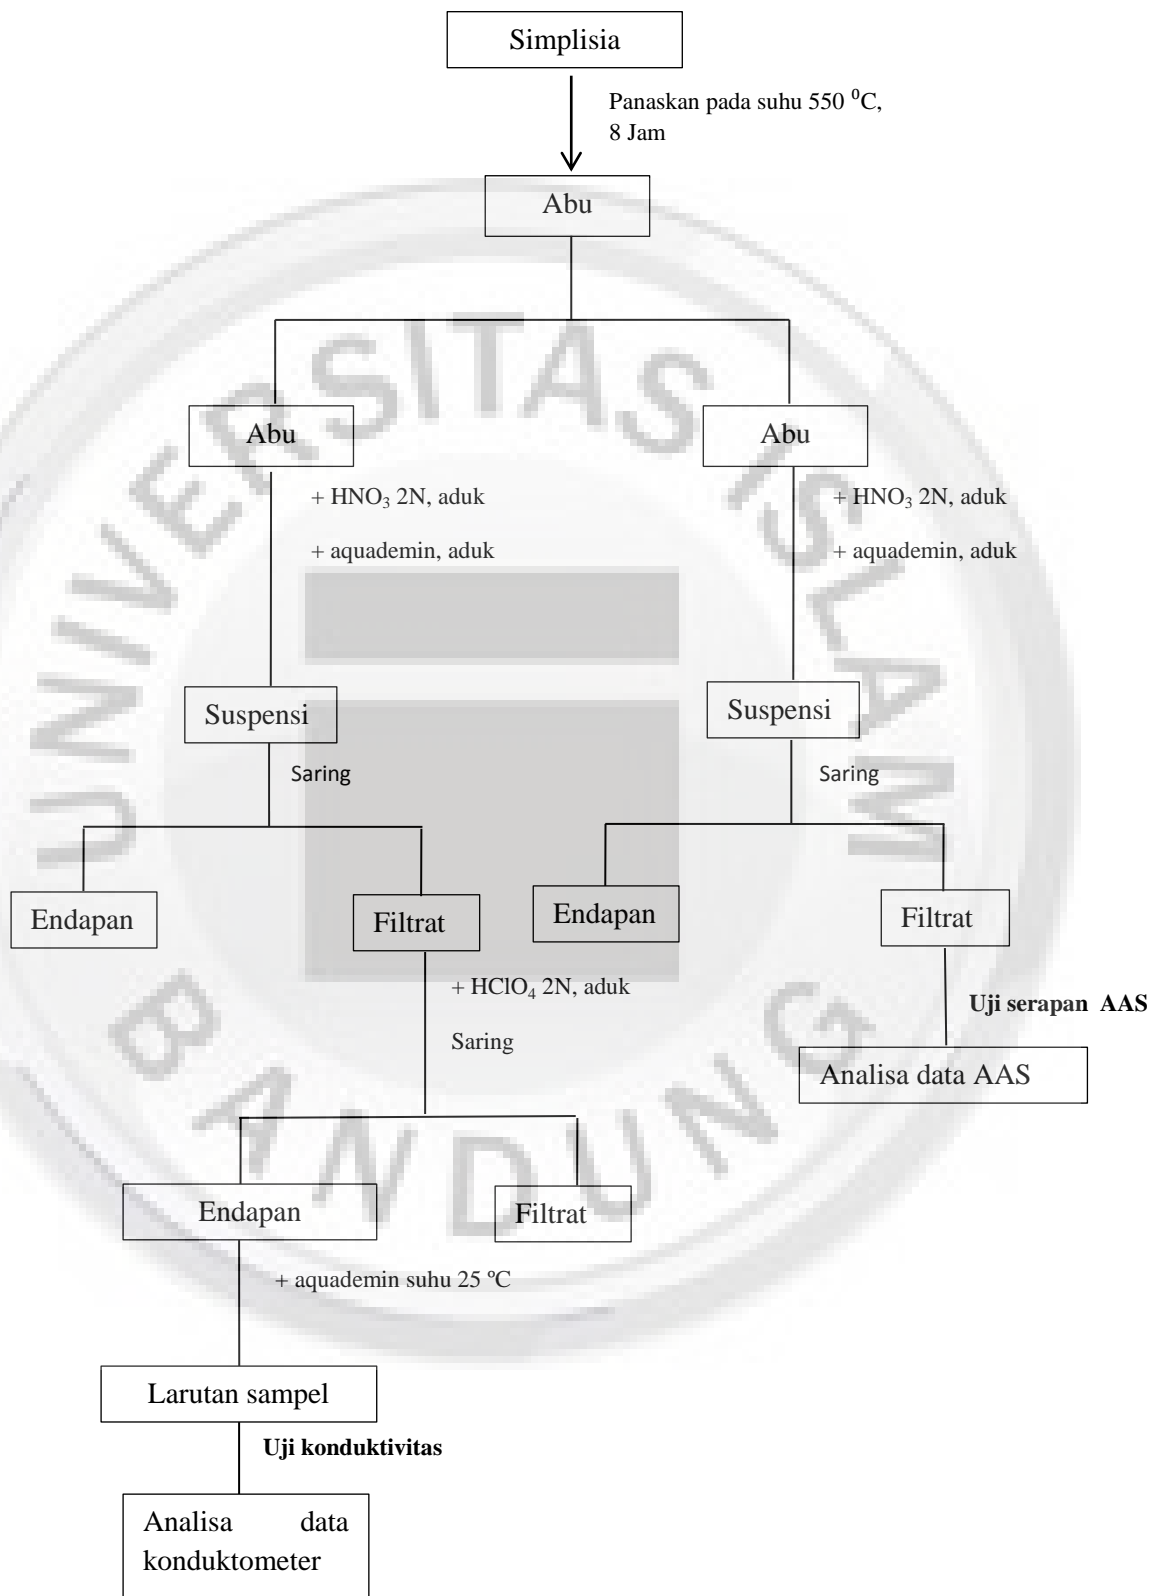 Simplisia
Panaskan pada suhu 550 ⁰C,
8 Jam
Abu
Abu
+ HNO₃ 2N, aduk
+ aquademin, aduk
Abu
+ HNO₃ 2N, aduk
+ aquademin, aduk
Suspensi
Saring
Suspensi
Saring
Endapan
Filtrat
Endapan
Filtrat
+ HClO₄ 2N, aduk
Saring
Uji serapan AAS
Analisa data AAS
Endapan
Filtrat
+ aquademin suhu 25 ºC
Larutan sampel
Uji konduktivitas
Analisa data
konduktometer
UNIVERSITAS ISLAM
BANDUNG